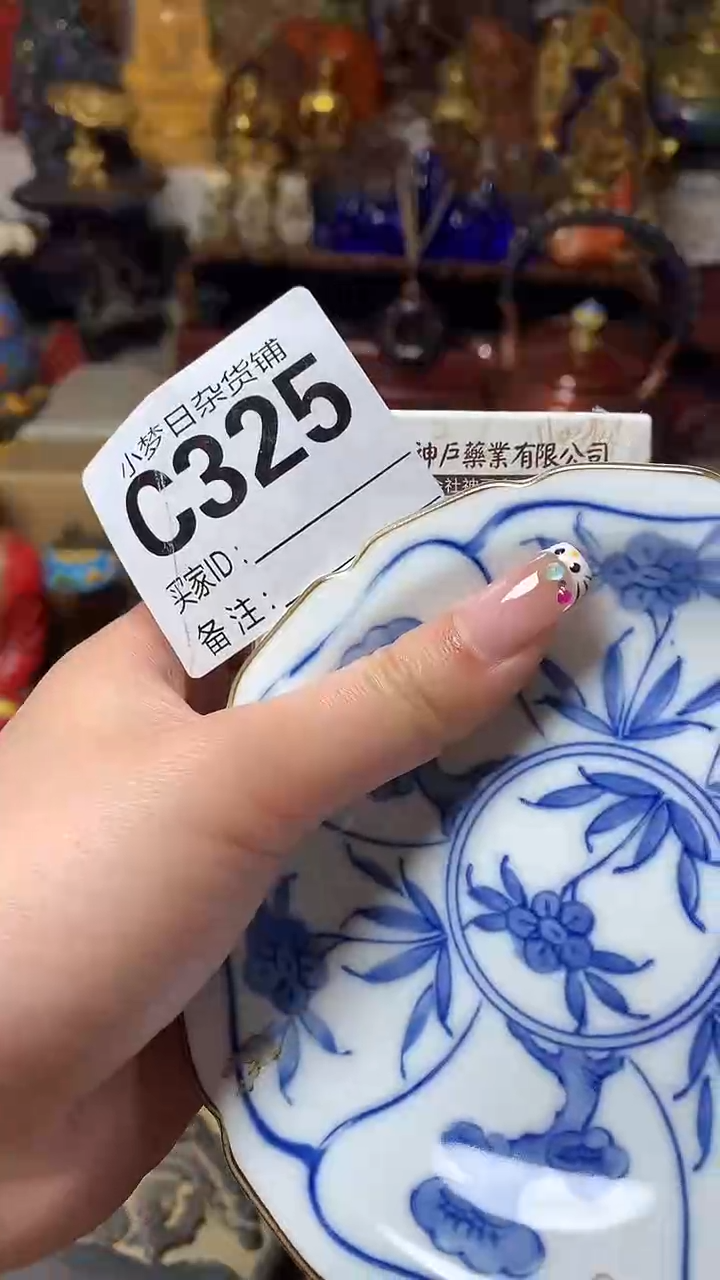 小梦日杂货铺
C325
买家ID：
备注：
神戶藥業有限公司